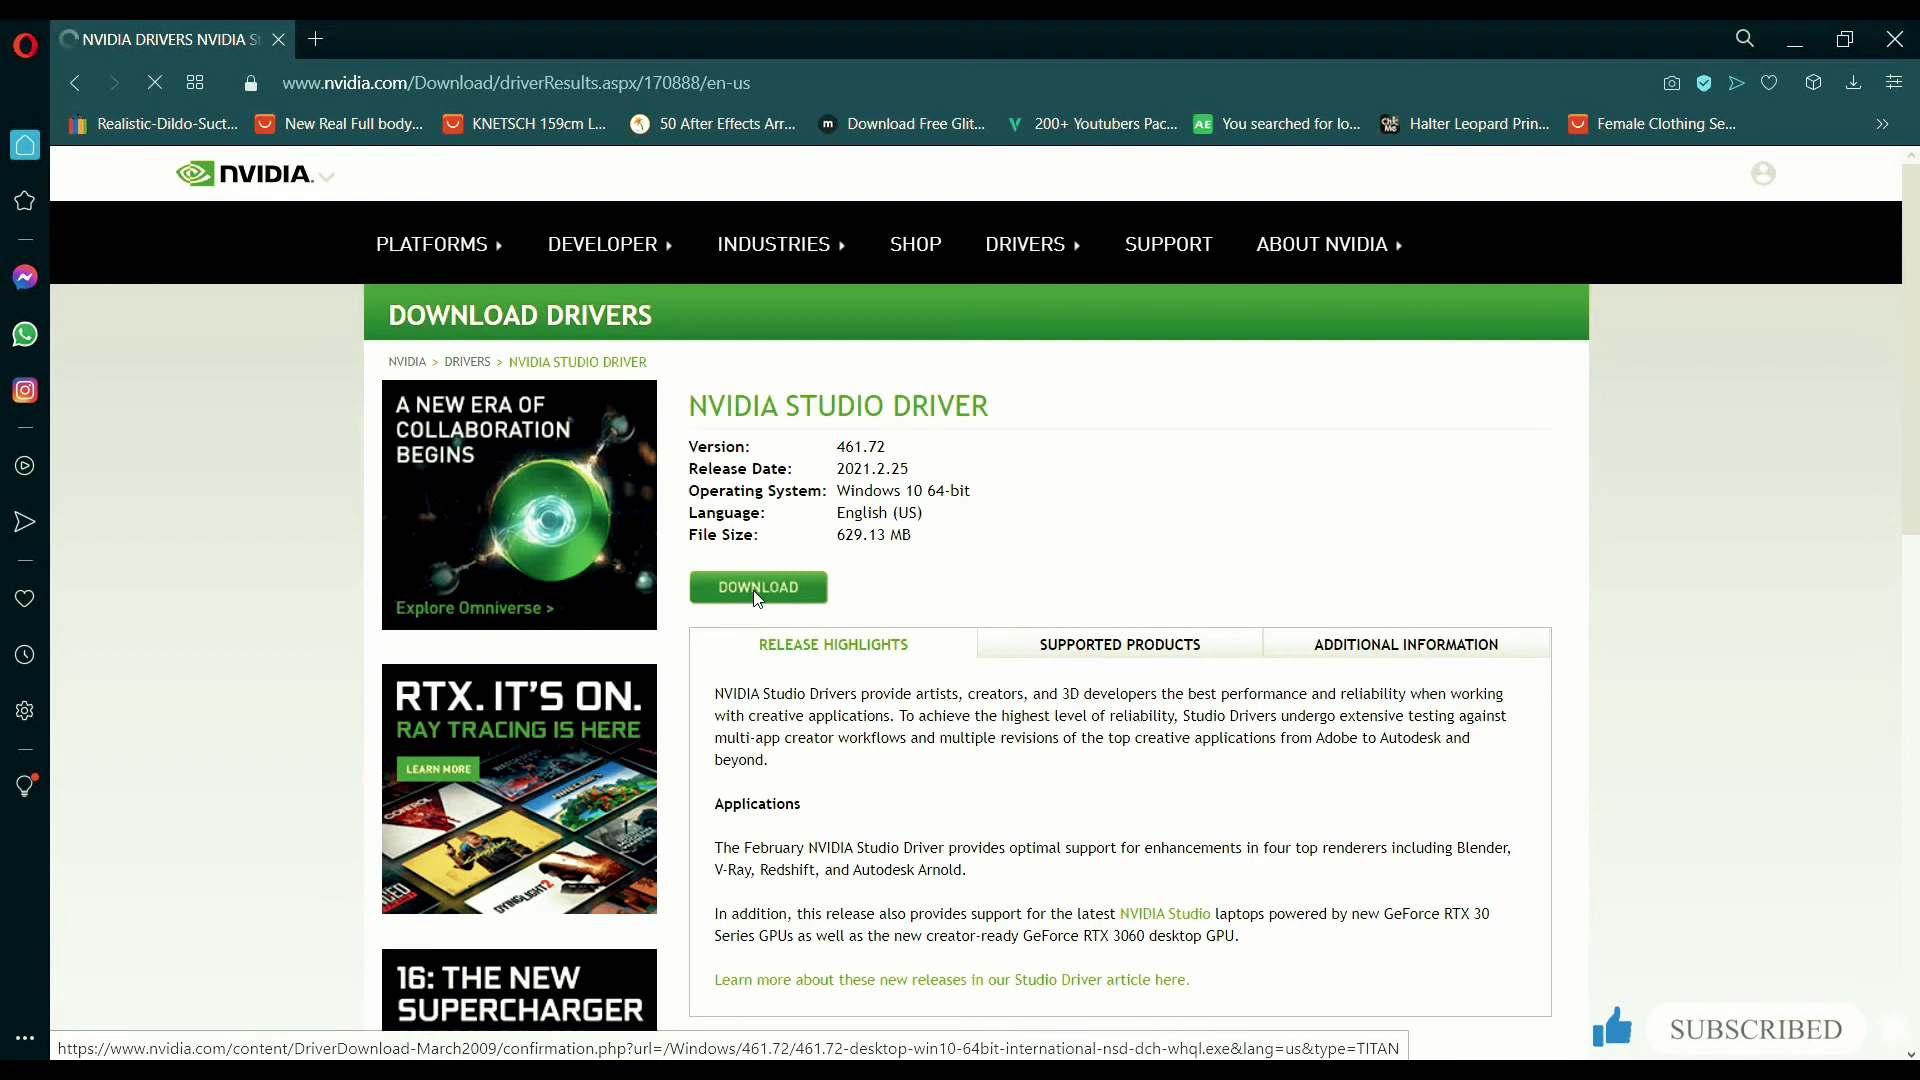 NVIDIA DRIVERS NVIDIA S
www.nvidia.com/Download/driverResults.aspx/170888/en-us
Realistic-Dildo-Suct... New Real Full body... KNETSCH 159cm L... 50 After Effects Arr... m Download Free Glit... V 200+ Youtubers Pac... AE You searched for lo... Halter Leopard Prin... Female Clothing Se...
NVIDIA.
PLATFORMS DEVELOPER INDUSTRIES SHOP DRIVERS SUPPORT ABOUT NVIDIA
DOWNLOAD DRIVERS
NVIDIA > DRIVERS > NVIDIA STUDIO DRIVER
A NEW ERA OF
COLLABORATION
BEGINS
Explore Omniverse >
RTX. IT'S ON.
RAY TRACING IS HERE
LEARN MORE
CONTROL
MINECRAFT
DYING LIGHT 2
16: THE NEW
SUPERCHARGER
NVIDIA STUDIO DRIVER
Version: 461.72
Release Date: 2021.2.25
Operating System: Windows 10 64-bit
Language: English (US)
File Size: 629.13 MB
DOWNLOAD
RELEASE HIGHLIGHTS SUPPORTED PRODUCTS ADDITIONAL INFORMATION
NVIDIA Studio Drivers provide artists, creators, and 3D developers the best performance and reliability when working
with creative applications. To achieve the highest level of reliability, Studio Drivers undergo extensive testing against
multi-app creator workflows and multiple revisions of the top creative applications from Adobe to Autodesk and
beyond.
Applications
The February NVIDIA Studio Driver provides optimal support for enhancements in four top renderers including Blender,
V-Ray, Redshift, and Autodesk Arnold.
In addition, this release also provides support for the latest NVIDIA Studio laptops powered by new GeForce RTX 30
Series GPUs as well as the new creator-ready GeForce RTX 3060 desktop GPU.
Learn more about these new releases in our Studio Driver article here.
SUBSCRIBED
https://www.nvidia.com/content/DriverDownload-March2009/confirmation.php?url=/Windows/461.72/461.72-desktop-win10-64bit-international-nsd-dch-whql.exe&lang=us&type=TITAN